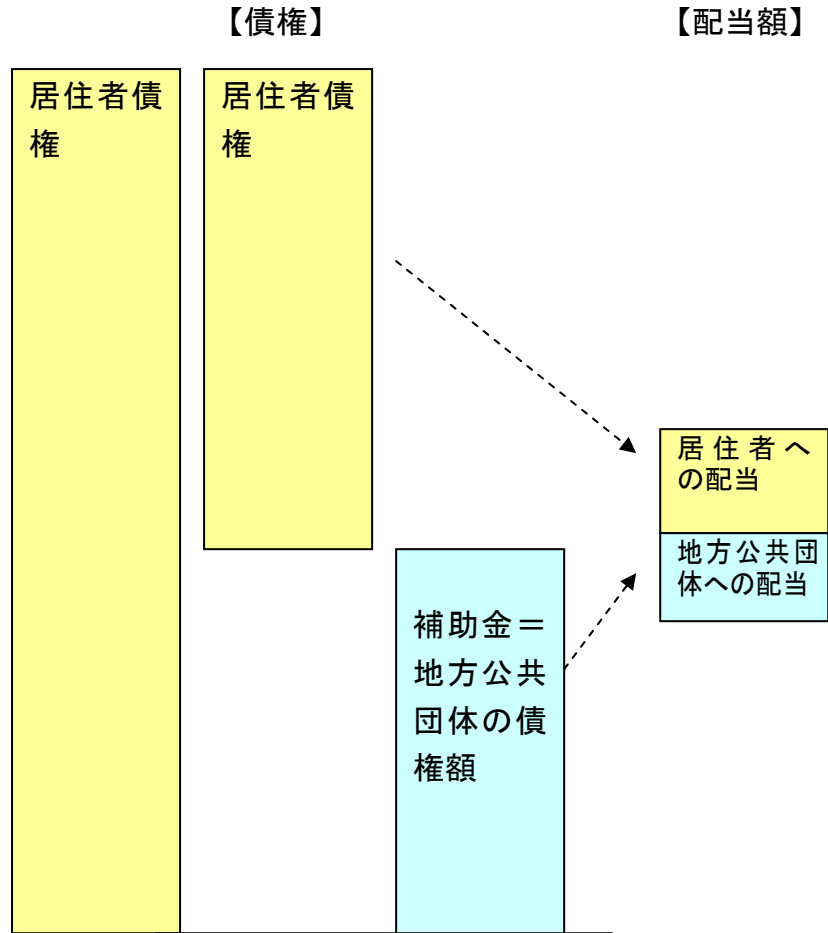 【債権】
【配当額】
居住者債
権
居住者債
権
居住者へ
の配当
地方公共団
体への配当
補助金＝
地方公共
団体の債
権額